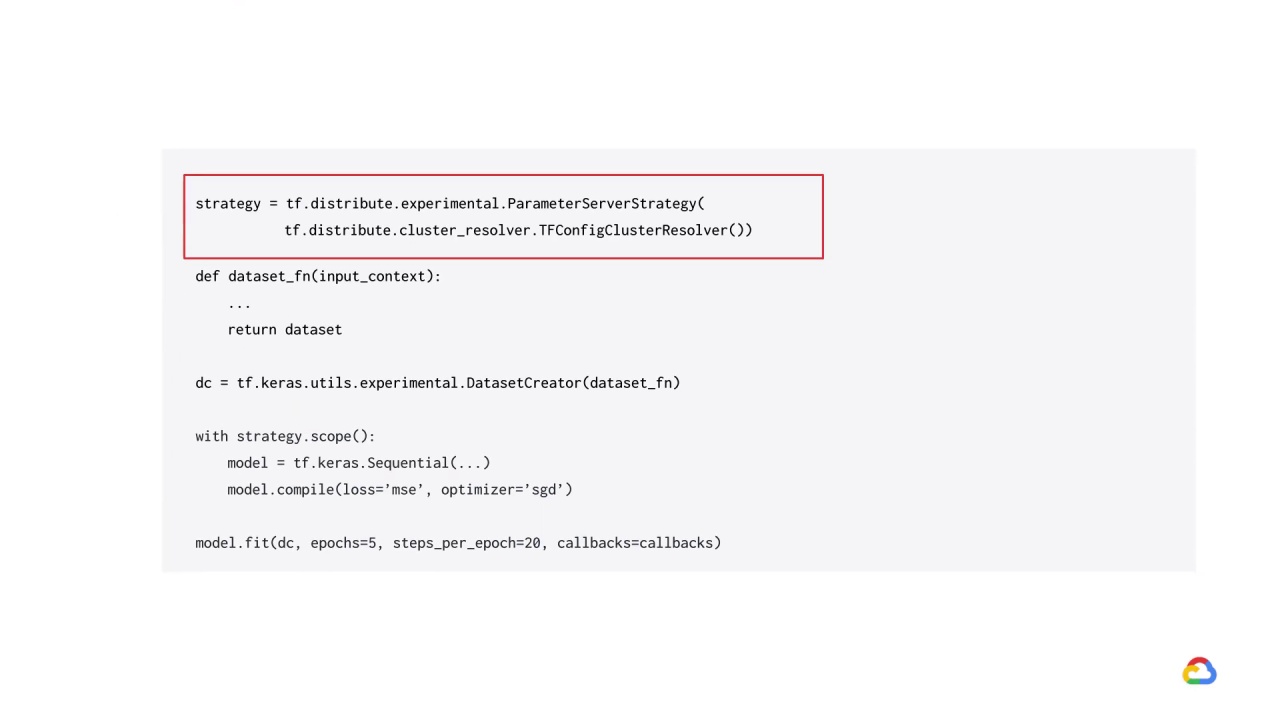 strategy = tf.distribute.experimental.ParameterServerStrategy(
tf.distribute.cluster_resolver.TFConfigClusterResolver())
def dataset_fn(input_context):
...
return dataset
dc = tf.keras.utils.experimental.DatasetCreator(dataset_fn)
with strategy.scope():
model = tf.keras.Sequential(...)
model.compile(loss=’mse’, optimizer=’sgd’)
model.fit(dc, epochs=5, steps_per_epoch=20, callbacks=callbacks)